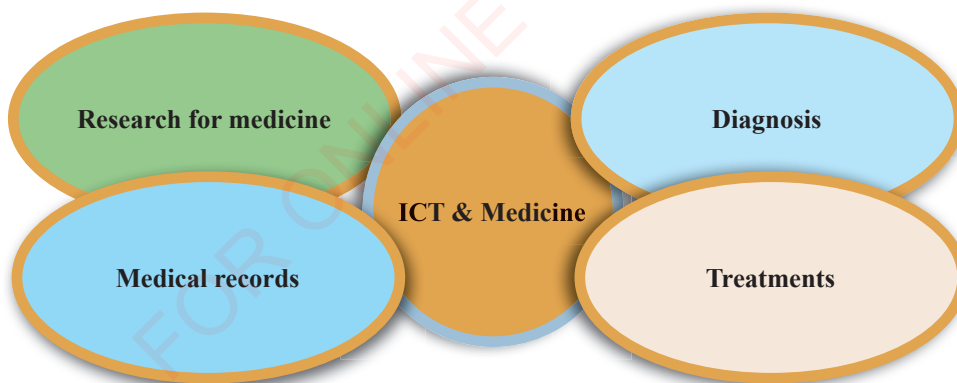 Research for medicine
Diagnosis
ICT & Medicine
Medical records
Treatments
FOR ONLINE